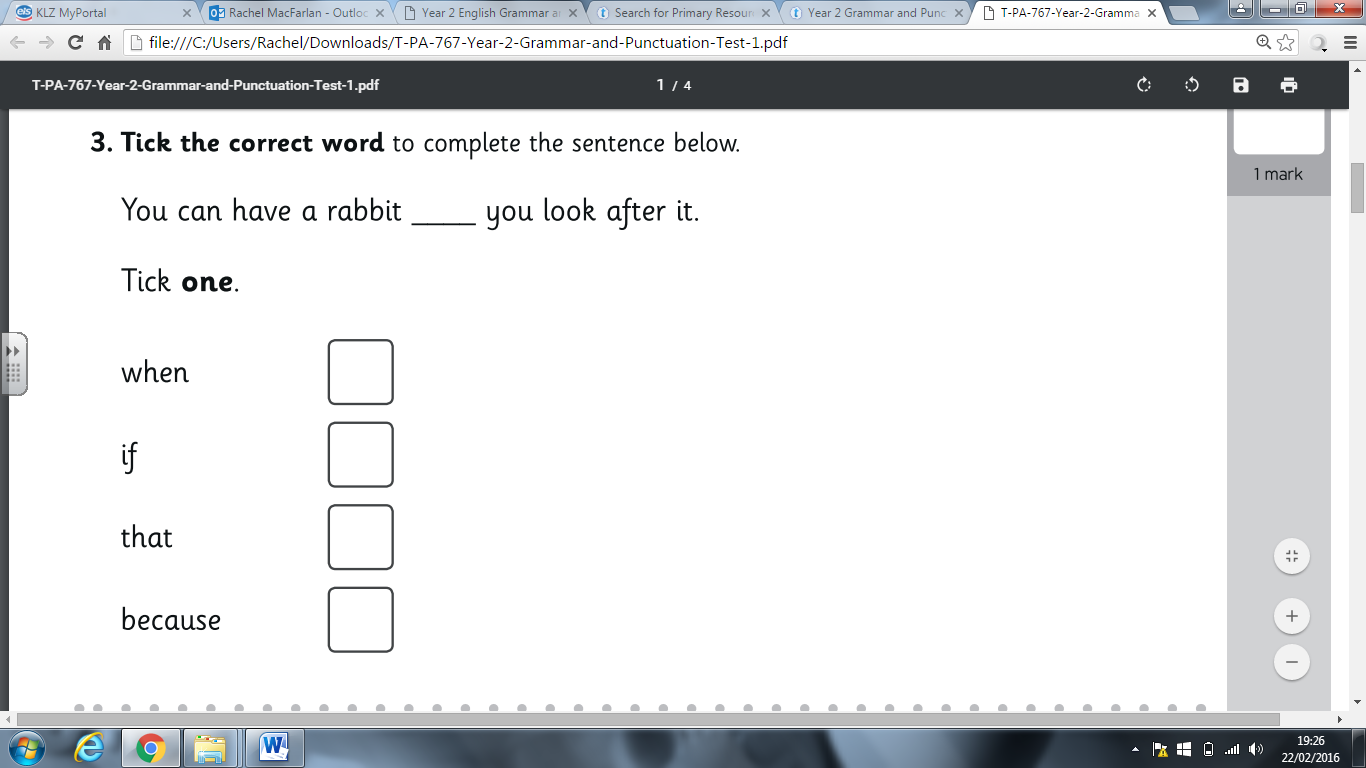 KLZ MyPortal
Rachel MacFarlan - Outloo
Year 2 English Grammar a
Search for Primary Resour
Year 2 Grammar and Punc
T-PA-767-Year-2-Gramma
file:///C:/Users/Rachel/Downloads/T-PA-767-Year-2-Grammar-and-Punctuation-Test-1.pdf
T-PA-767-Year-2-Grammar-and-Punctuation-Test-1.pdf
1 / 4
3. Tick the correct word to complete the sentence below.
1 mark
You can have a rabbit ____ you look after it.
Tick one.
when
if
that
because
19:26
22/02/2016